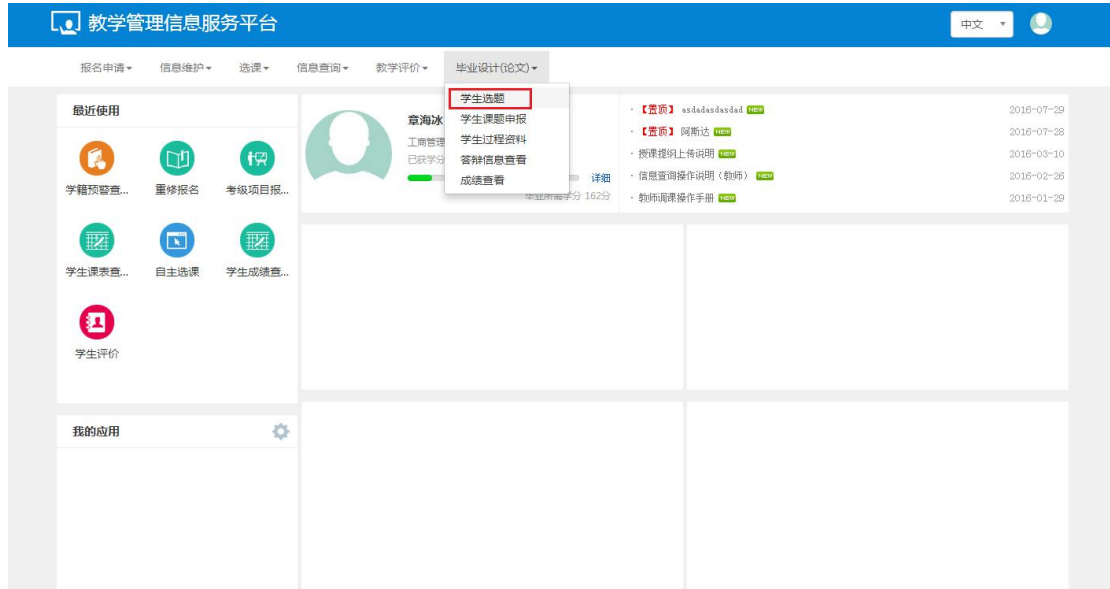 教学管理信息服务平台
中文
报名申请 信息维护 选课 信息查询 教学评价 毕业设计(论文)
最近使用
学籍预警查...
重修报名
考级项目报...
学生课表查...
自主选课
学生成绩查...
学生评价
我的应用
章海冰
工商管理
已获学分
详细
毕业所需学分 162分
学生选题
学生课题申报
学生过程资料
答辩信息查看
成绩查看
·【置顶】 asdadasdasdad NEW 2016-07-29
·【置顶】 阿斯达 NEW 2016-07-28
· 授课提纲上传说明 NEW 2016-03-10
· 信息查询操作说明（教师） NEW 2016-02-26
· 教师调课操作手册 NEW 2016-01-29